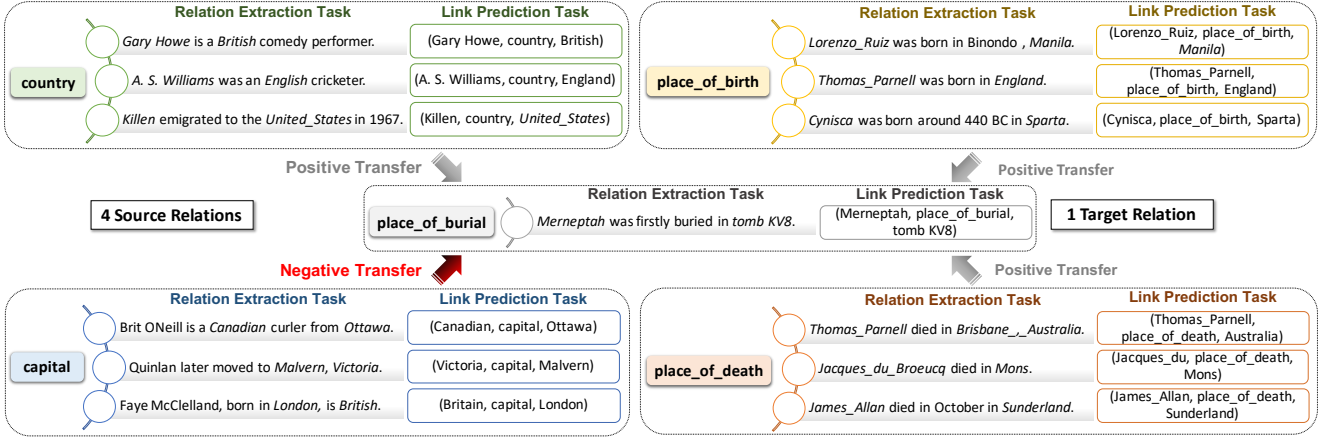 Relation Extraction Task
Link Prediction Task
country
Gary Howe is a British comedy performer.
(Gary Howe, country, British)
A. S. Williams was an English cricketer.
(A. S. Williams, country, England)
Killen emigrated to the United_States in 1967.
(Killen, country, United_States)
Relation Extraction Task
Link Prediction Task
place_of_birth
Lorenzo_Ruiz was born in Binondo , Manila.
(Lorenzo_Ruiz, place_of_birth,
Manila)
Thomas_Parnell was born in England.
(Thomas_Parnell,
place_of_birth, England)
Cynisca was born around 440 BC in Sparta.
(Cynisca, place_of_birth, Sparta)
Positive Transfer
Positive Transfer
4 Source Relations
Relation Extraction Task
Link Prediction Task
place_of_burial
Merneptah was firstly buried in tomb KV8.
(Merneptah, place_of_burial,
tomb KV8)
1 Target Relation
Negative Transfer
Positive Transfer
Relation Extraction Task
Link Prediction Task
capital
Brit ONeill is a Canadian curler from Ottawa.
(Canadian, capital, Ottawa)
Quinlan later moved to Malvern, Victoria.
(Victoria, capital, Malvern)
Faye McClelland, born in London, is British.
(Britain, capital, London)
Relation Extraction Task
Link Prediction Task
place_of_death
Thomas_Parnell died in Brisbane_,_Australia.
(Thomas_Parnell,
place_of_death, Australia)
Jacques_du_Broeucq died in Mons.
(Jacques_du, place_of_death,
Mons)
James_Allan died in October in Sunderland.
(James_Allan, place_of_death,
Sunderland)